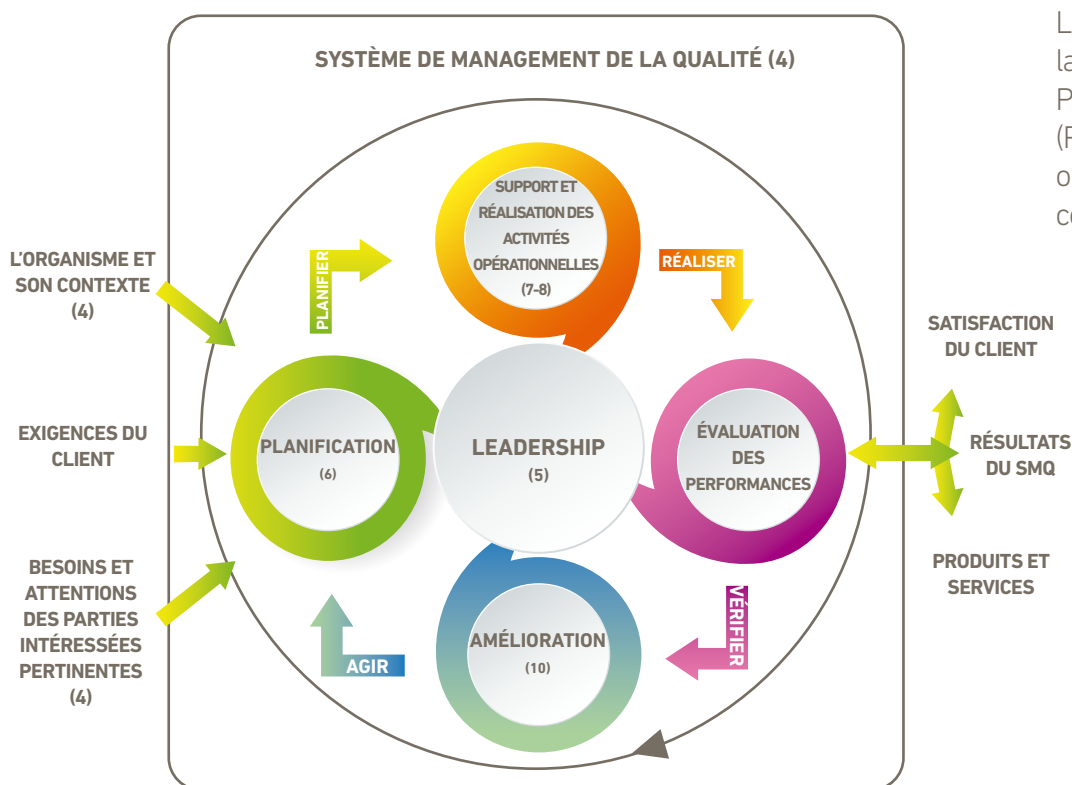 SYSTÈME DE MANAGEMENT DE LA QUALITÉ (4)
L'ORGANISME ET
SON CONTEXTE
(4)
EXIGENCES DU
CLIENT
BESOINS ET
ATTENTIONS
DES PARTIES
INTÉRESSÉES
PERTINENTES
(4)
PLANIFIER
SUPPORT ET
RÉALISATION DES
ACTIVITÉS
OPÉRATIONNELLES
(7-8)
RÉALISER
PLANIFICATION
(6)
LEADERSHIP
(5)
ÉVALUATION
DES
PERFORMANCES
AGIR
AMÉLIORATION
(10)
VÉRIFIER
SATISFACTION
DU CLIENT
RÉSULTATS
DU SMQ
PRODUITS ET
SERVICES